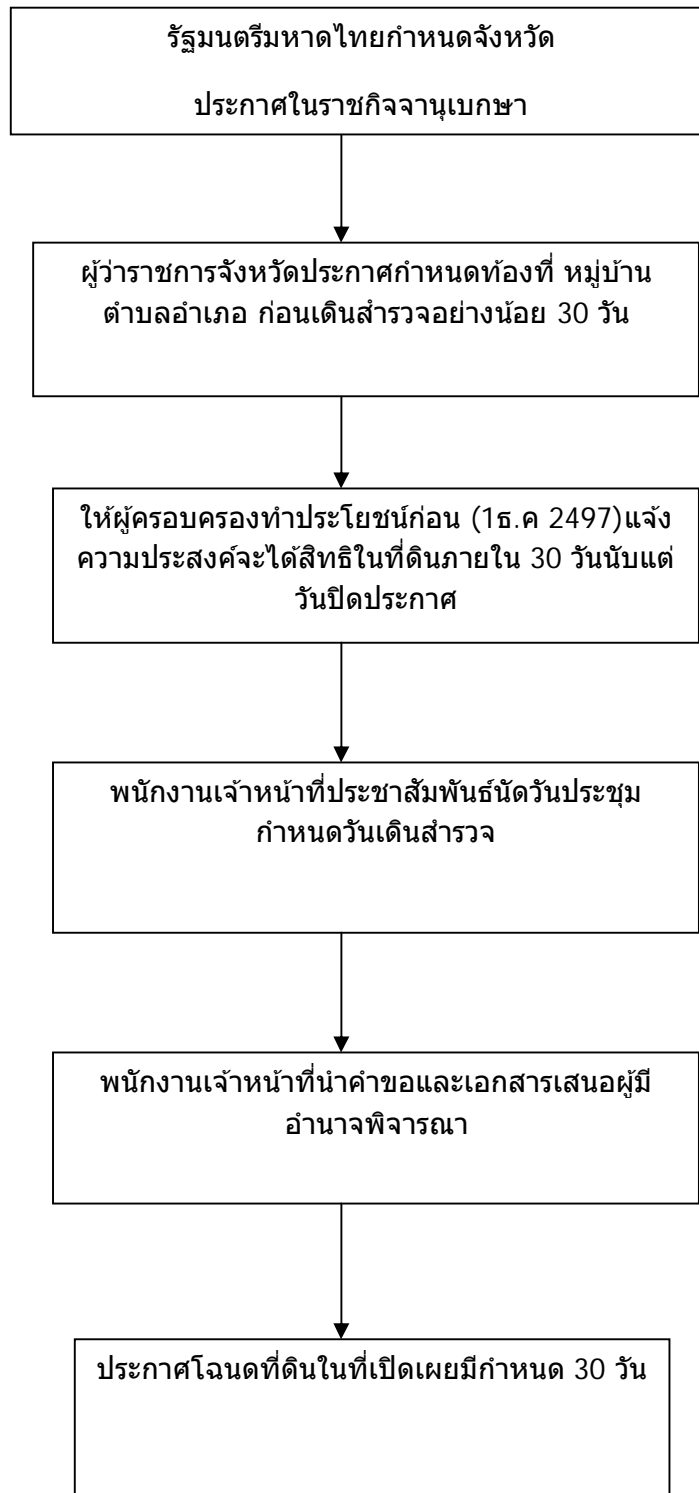 รัฐมนตรีมหาดไทยกำหนดจังหวัด
ประกาศในราชกิจจานุเบกษา
ผู้ว่าราชการจังหวัดประกาศกำหนดท้องที่ หมู่บ้าน
ตำบลอำเภอ ก่อนเดินสำรวจอย่างน้อย 30 วัน
ให้ผู้ครอบครองทำประโยชน์ก่อน (1ธ.ค 2497)แจ้ง
ความประสงค์จะได้สิทธิในที่ดินภายใน 30 วันนับแต่
วันปิดประกาศ
พนักงานเจ้าหน้าที่ประชาสัมพันธ์นัดวันประชุม
กำหนดวันเดินสำรวจ
พนักงานเจ้าหน้าที่นำคำขอและเอกสารเสนอผู้มี
อำนาจพิจารณา
ประกาศโฉนดที่ดินในที่เปิดเผยมีกำหนด 30 วัน